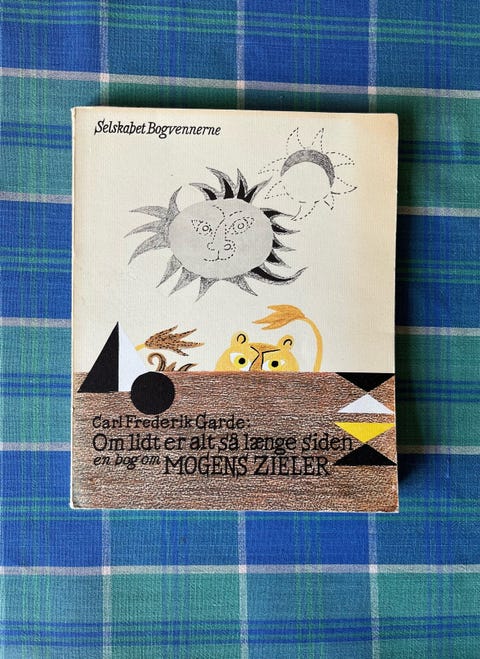 Selskabet Bogvennerne
Carl Frederik Garde:
Om lidt er alt så længe siden
en bog om MOGENS ZIELER